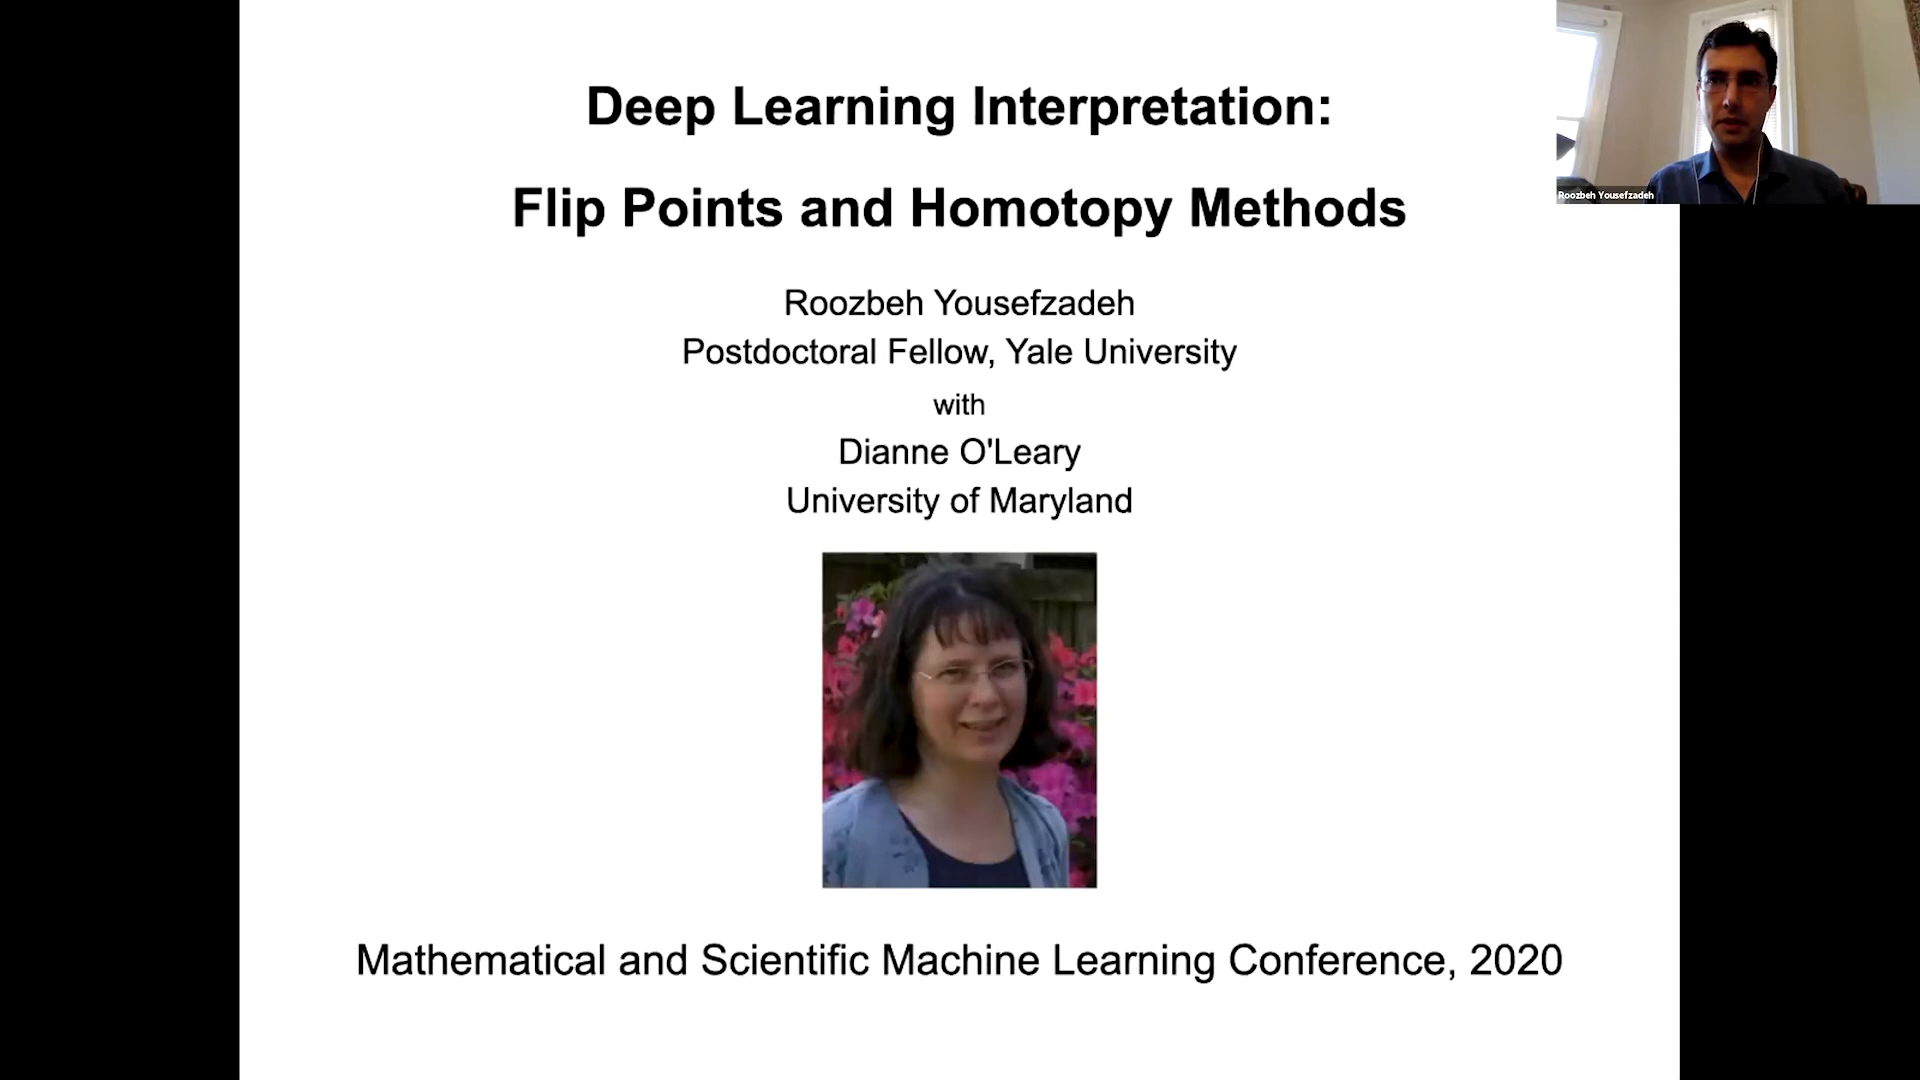 Deep Learning Interpretation:
Flip Points and Homotopy Methods
Roozbeh Yousefzadeh
Postdoctoral Fellow, Yale University
with
Dianne O'Leary
University of Maryland
Mathematical and Scientific Machine Learning Conference, 2020
Roozbeh Yousefzadeh